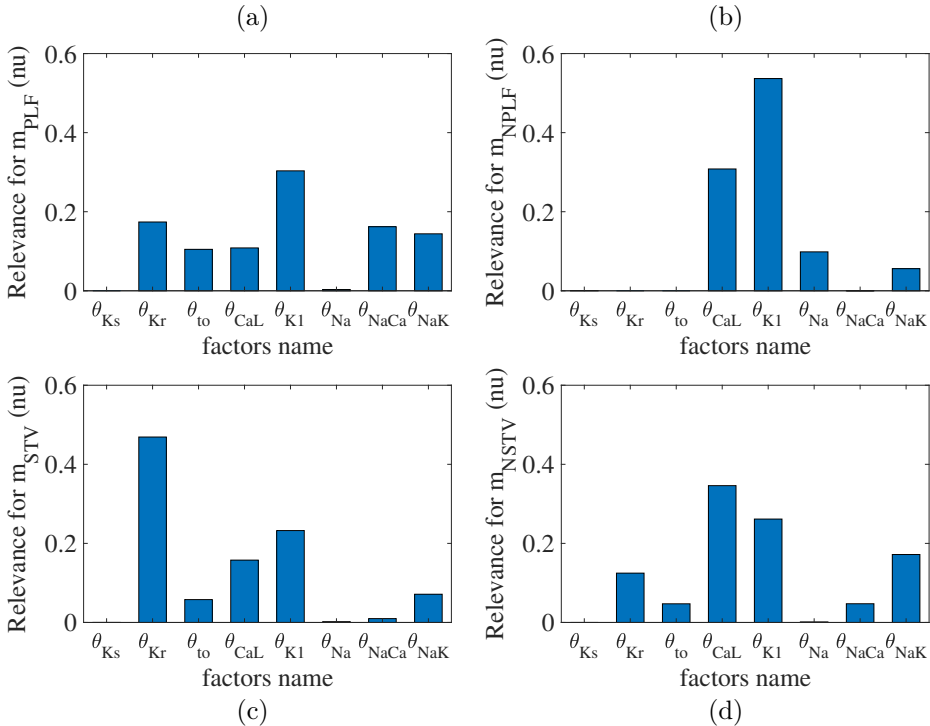 (a) (b)
Relevance for m_PLF (nu)
0.6
0.4
0.2
0
θ_Ks θ_Kr θ_to θ_CaL θ_K1 θ_Na θ_NaCa θ_NaK
factors name
Relevance for m_NPLF (nu)
0.6
0.4
0.2
0
θ_Ks θ_Kr θ_to θ_CaL θ_K1 θ_Na θ_NaCa θ_NaK
factors name
Relevance for m_STV (nu)
0.6
0.4
0.2
0
θ_Ks θ_Kr θ_to θ_CaL θ_K1 θ_Na θ_NaCa θ_NaK
factors name
(c)
Relevance for m_NSTV (nu)
0.6
0.4
0.2
0
θ_Ks θ_Kr θ_to θ_CaL θ_K1 θ_Na θ_NaCa θ_NaK
factors name
(d)